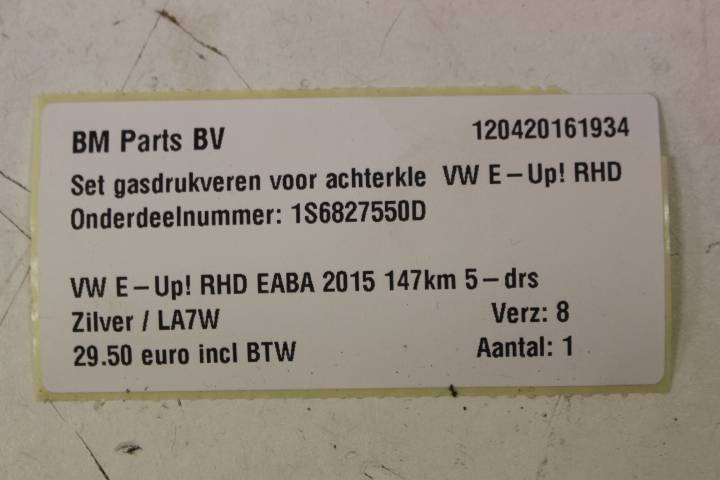 BM Parts BV 120420161934
Set gasdrukveren voor achterkle VW E-Up! RHD
Onderdeelnummer: 1S6827550D
VW E-Up! RHD EABA 2015 147km 5-drs
Zilver / LA7W Verz: 8
29.50 euro incl BTW Aantal: 1